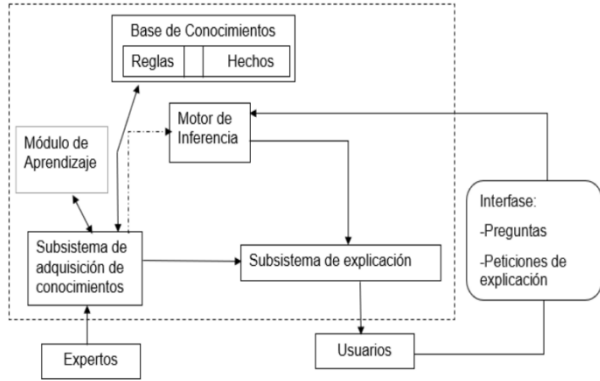 Base de Conocimientos
Reglas
Hechos
Motor de
Inferencia
Módulo de
Aprendizaje
Interfase:
-Preguntas
-Peticiones de
explicación
Subsistema de
adquisición de
conocimientos
Subsistema de explicación
Expertos
Usuarios